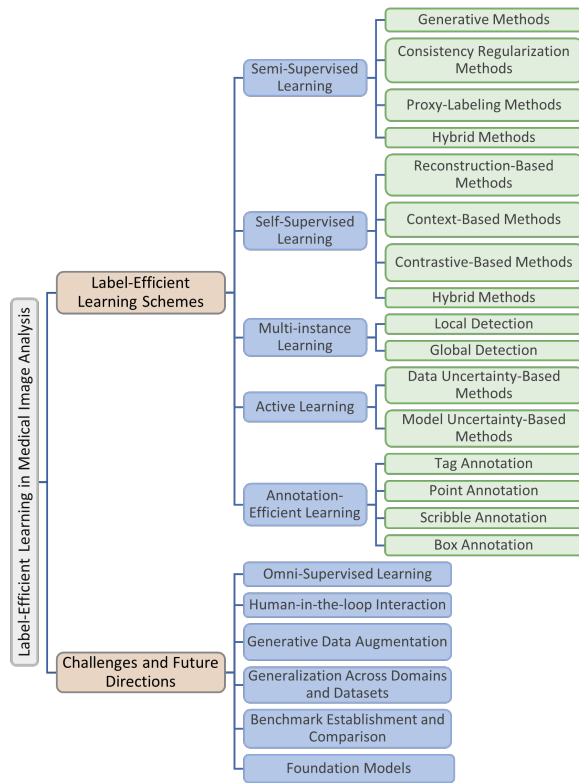 Label-Efficient Learning in Medical Image Analysis
Label-Efficient
Learning Schemes
Semi-Supervised
Learning
Generative Methods
Consistency Regularization
Methods
Proxy-Labeling Methods
Hybrid Methods
Self-Supervised
Learning
Reconstruction-Based
Methods
Context-Based Methods
Contrastive-Based Methods
Hybrid Methods
Multi-instance
Learning
Local Detection
Global Detection
Active Learning
Data Uncertainty-Based
Methods
Model Uncertainty-Based
Methods
Annotation-
Efficient Learning
Tag Annotation
Point Annotation
Scribble Annotation
Box Annotation
Challenges and Future
Directions
Omni-Supervised Learning
Human-in-the-loop Interaction
Generative Data Augmentation
Generalization Across Domains
and Datasets
Benchmark Establishment and
Comparison
Foundation Models